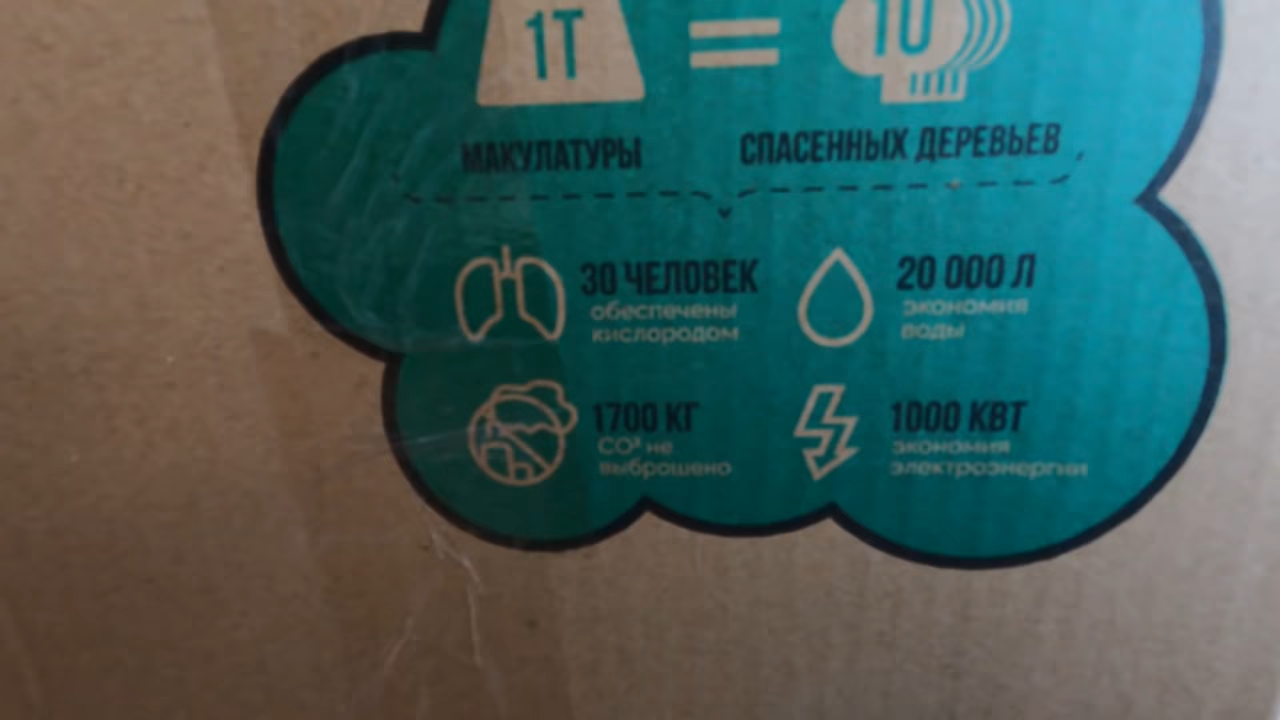 1Т = 10
МАКУЛАТУРЫ СПАСЕННЫХ ДЕРЕВЬЕВ
30 ЧЕЛОВЕК
обеспечены
кислородом
20 000 Л
экономия
воды
1700 КГ
CO² не
выброшено
1000 КВТ
экономия
электроэнергии